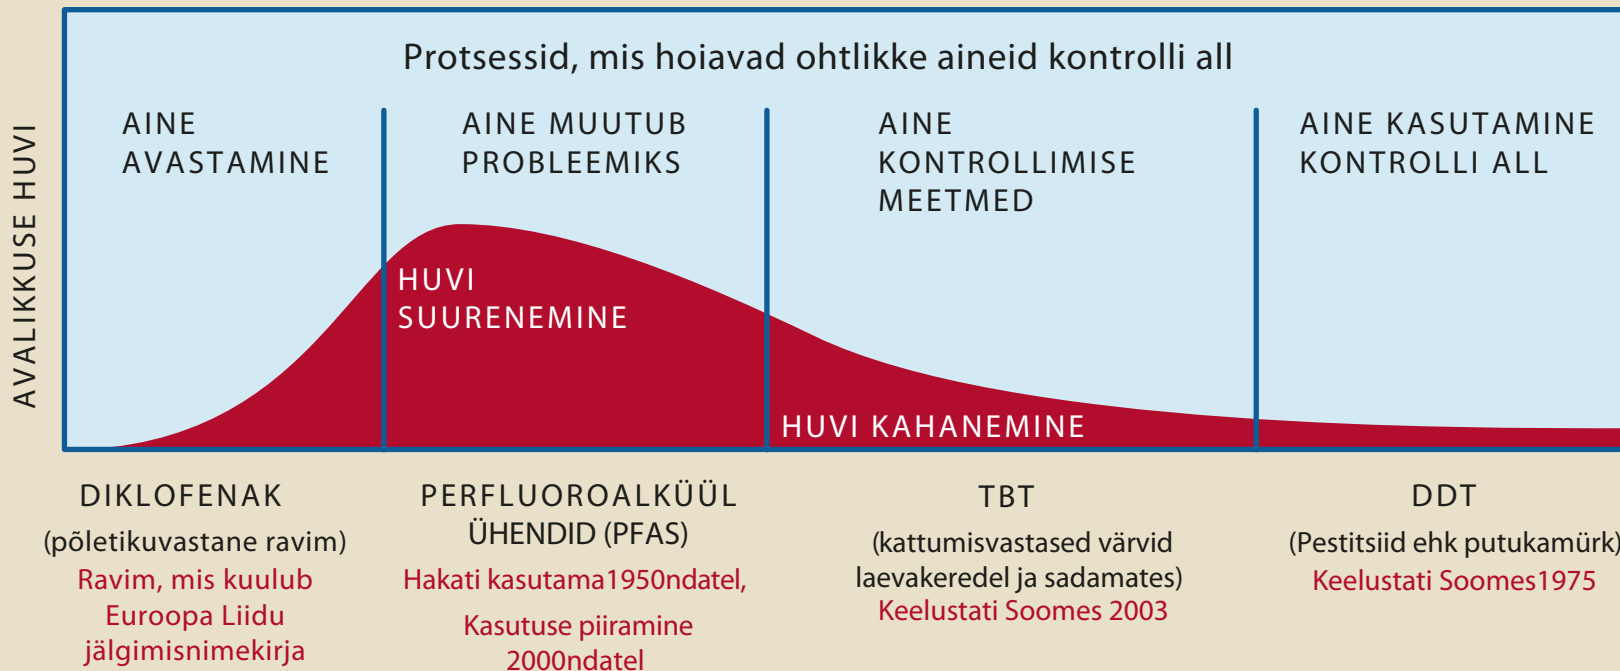 Protsessid, mis hoiavad ohtlikke aineid kontrolli all
AVALIKKUSE HUVI
AINE
AVASTAMINE
AINE MUUTUB
PROBLEEMIKS
AINE
KONTROLLIMISE
MEETMED
AINE KASUTAMINE
KONTROLLI ALL
HUVI
SUURENEMINE
HUVI KAHANEMINE
DIKLOFENAK
(põletikuvastane ravim)
Ravim, mis kuulub
Euroopa Liidu
jälgimisnimekirja
PERFLUOROALKÜÜL
ÜHENDID (PFAS)
Hakati kasutama1950ndatel,
Kasutuse piiramine
2000ndatel
TBT
(kattumisvastased värvid
laevakeredel ja sadamates)
Keelustati Soomes 2003
DDT
(Pestitsiid ehk putukamürk)
Keelustati Soomes1975